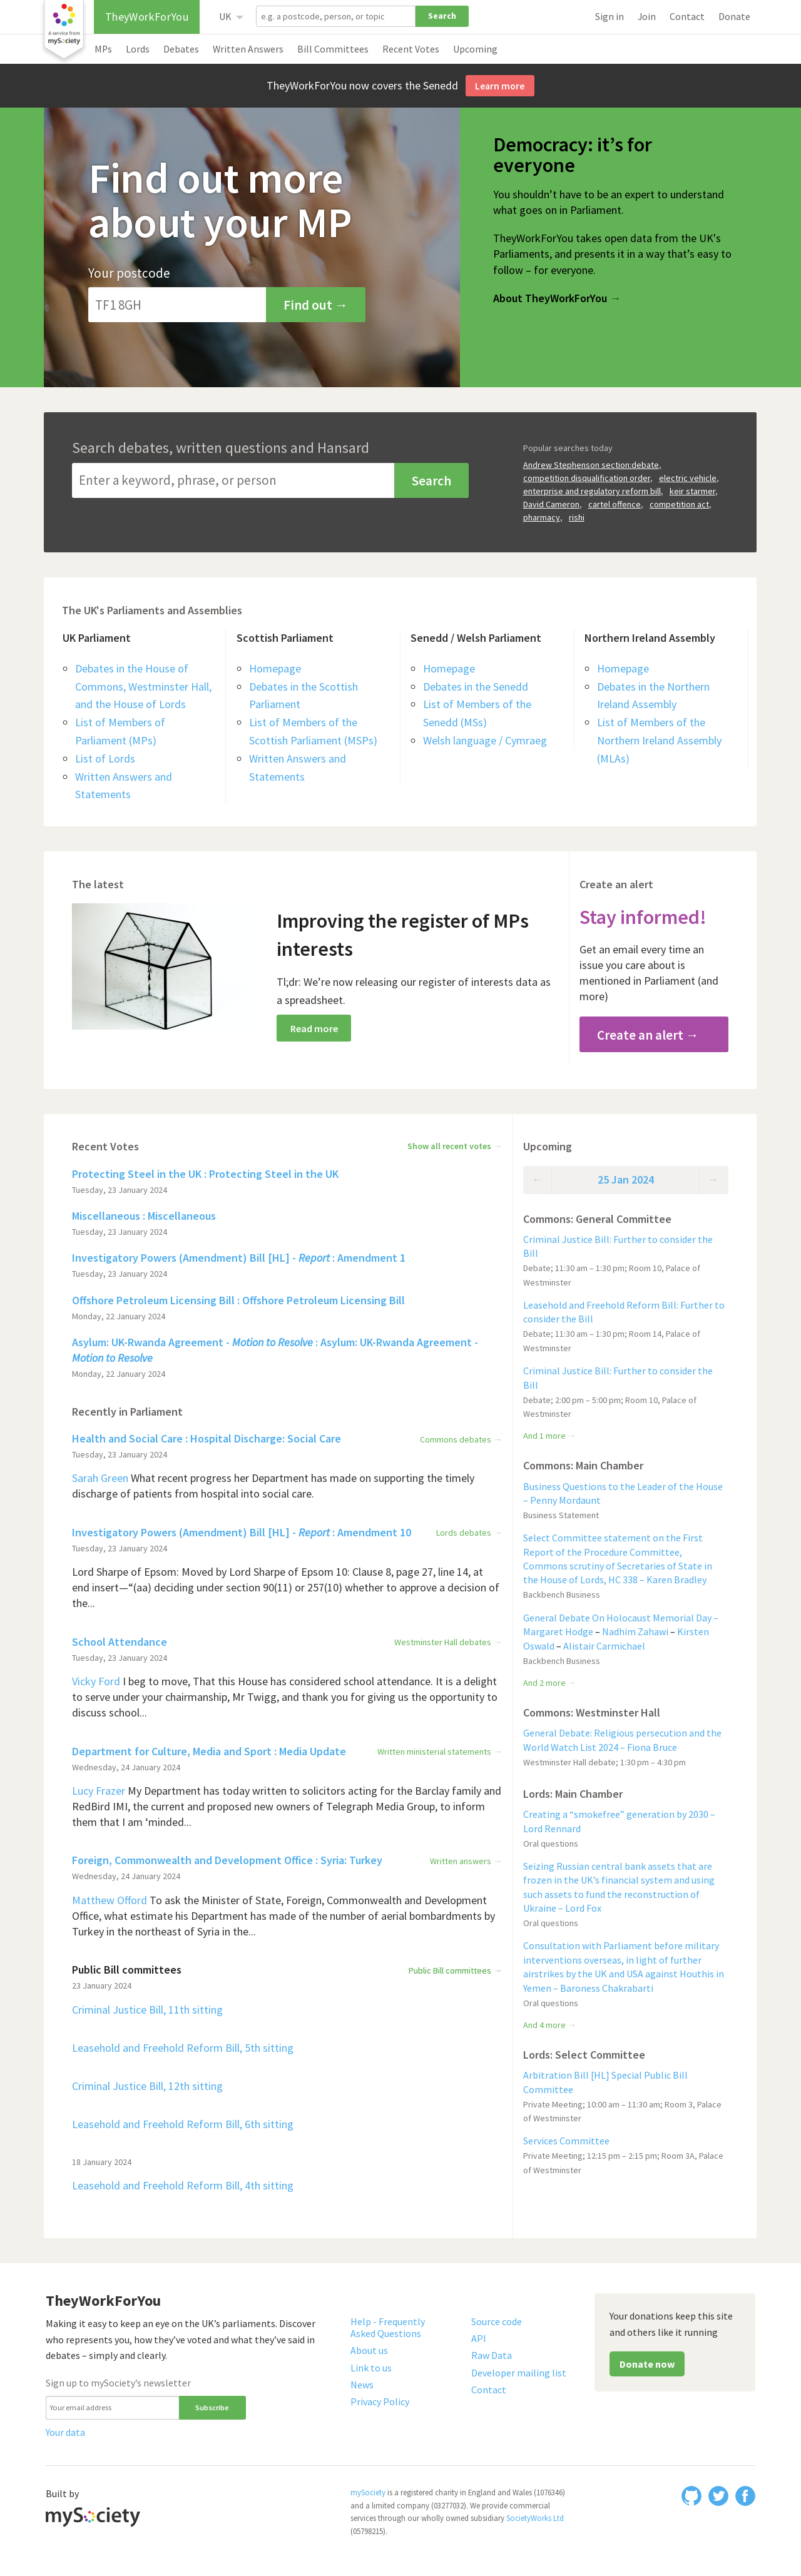 A service from
mySociety
TheyWorkForYou
UK
e.g. a postcode, person, or topic
Search
Sign in
Join
Contact
Donate
MPs
Lords
Debates
Written Answers
Bill Committees
Recent Votes
Upcoming
TheyWorkForYou now covers the Senedd
Learn more
Find out more
about your MP
Your postcode
TF1 8GH
Find out →
Democracy: it’s for
everyone
You shouldn’t have to be an expert to understand
what goes on in Parliament.
TheyWorkForYou takes open data from the UK's
Parliaments, and presents it in a way that’s easy to
follow – for everyone.
About TheyWorkForYou →
Search debates, written questions and Hansard
Enter a keyword, phrase, or person
Search
Popular searches today
Andrew Stephenson section:debate,
competition disqualification order, electric vehicle,
enterprise and regulatory reform bill, keir starmer,
David Cameron, cartel offence, competition act,
pharmacy, rishi
The UK's Parliaments and Assemblies
UK Parliament
Debates in the House of
Commons, Westminster Hall,
and the House of Lords
List of Members of
Parliament (MPs)
List of Lords
Written Answers and
Statements
Scottish Parliament
Homepage
Debates in the Scottish
Parliament
List of Members of the
Scottish Parliament (MSPs)
Written Answers and
Statements
Senedd / Welsh Parliament
Homepage
Debates in the Senedd
List of Members of the
Senedd (MSs)
Welsh language / Cymraeg
Northern Ireland Assembly
Homepage
Debates in the Northern
Ireland Assembly
List of Members of the
Northern Ireland Assembly
(MLAs)
The latest
Improving the register of MPs
interests
Tl;dr: We’re now releasing our register of interests data as
a spreadsheet.
Read more
Create an alert
Stay informed!
Get an email every time an
issue you care about is
mentioned in Parliament (and
more)
Create an alert →
Recent Votes
Show all recent votes →
Protecting Steel in the UK : Protecting Steel in the UK
Tuesday, 23 January 2024
Miscellaneous : Miscellaneous
Tuesday, 23 January 2024
Investigatory Powers (Amendment) Bill [HL] - Report : Amendment 1
Tuesday, 23 January 2024
Offshore Petroleum Licensing Bill : Offshore Petroleum Licensing Bill
Monday, 22 January 2024
Asylum: UK-Rwanda Agreement - Motion to Resolve : Asylum: UK-Rwanda Agreement -
Motion to Resolve
Monday, 22 January 2024
Recently in Parliament
Health and Social Care : Hospital Discharge: Social Care
Commons debates →
Tuesday, 23 January 2024
Sarah Green What recent progress her Department has made on supporting the timely
discharge of patients from hospital into social care.
Investigatory Powers (Amendment) Bill [HL] - Report : Amendment 10
Lords debates →
Tuesday, 23 January 2024
Lord Sharpe of Epsom: Moved by Lord Sharpe of Epsom 10: Clause 8, page 27, line 14, at
end insert—“(aa) deciding under section 90(11) or 257(10) whether to approve a decision of
the...
School Attendance
Westminster Hall debates →
Tuesday, 23 January 2024
Vicky Ford I beg to move, That this House has considered school attendance. It is a delight
to serve under your chairmanship, Mr Twigg, and thank you for giving us the opportunity to
discuss school...
Department for Culture, Media and Sport : Media Update
Written ministerial statements →
Wednesday, 24 January 2024
Lucy Frazer My Department has today written to solicitors acting for the Barclay family and
RedBird IMI, the current and proposed new owners of Telegraph Media Group, to inform
them that I am ‘minded...
Foreign, Commonwealth and Development Office : Syria: Turkey
Written answers →
Wednesday, 24 January 2024
Matthew Offord To ask the Minister of State, Foreign, Commonwealth and Development
Office, what estimate his Department has made of the number of aerial bombardments by
Turkey in the northeast of Syria in the...
Public Bill committees
Public Bill committees →
23 January 2024
Criminal Justice Bill, 11th sitting
Leasehold and Freehold Reform Bill, 5th sitting
Criminal Justice Bill, 12th sitting
Leasehold and Freehold Reform Bill, 6th sitting
18 January 2024
Leasehold and Freehold Reform Bill, 4th sitting
Upcoming
← 25 Jan 2024 →
Commons: General Committee
Criminal Justice Bill: Further to consider the
Bill
Debate; 11:30 am – 1:30 pm; Room 10, Palace of
Westminster
Leasehold and Freehold Reform Bill: Further to
consider the Bill
Debate; 11:30 am – 1:30 pm; Room 14, Palace of
Westminster
Criminal Justice Bill: Further to consider the
Bill
Debate; 2:00 pm – 5:00 pm; Room 10, Palace of
Westminster
And 1 more →
Commons: Main Chamber
Business Questions to the Leader of the House
– Penny Mordaunt
Business Statement
Select Committee statement on the First
Report of the Procedure Committee,
Commons scrutiny of Secretaries of State in
the House of Lords, HC 338 – Karen Bradley
Backbench Business
General Debate On Holocaust Memorial Day –
Margaret Hodge – Nadhim Zahawi – Kirsten
Oswald – Alistair Carmichael
Backbench Business
And 2 more →
Commons: Westminster Hall
General Debate: Religious persecution and the
World Watch List 2024 – Fiona Bruce
Westminster Hall debate; 1:30 pm – 4:30 pm
Lords: Main Chamber
Creating a “smokefree” generation by 2030 –
Lord Rennard
Oral questions
Seizing Russian central bank assets that are
frozen in the UK’s financial system and using
such assets to fund the reconstruction of
Ukraine – Lord Fox
Oral questions
Consultation with Parliament before military
interventions overseas, in light of further
airstrikes by the UK and USA against Houthis in
Yemen – Baroness Chakrabarti
Oral questions
And 4 more →
Lords: Select Committee
Arbitration Bill [HL] Special Public Bill
Committee
Private Meeting; 10:00 am – 11:30 am; Room 3, Palace
of Westminster
Services Committee
Private Meeting; 12:15 pm – 2:15 pm; Room 3A, Palace
of Westminster
TheyWorkForYou
Making it easy to keep an eye on the UK’s parliaments. Discover
who represents you, how they’ve voted and what they’ve said in
debates – simply and clearly.
Sign up to mySociety’s newsletter
Your email address
Subscribe
Your data
Help - Frequently
Asked Questions
About us
Link to us
News
Privacy Policy
Source code
API
Raw Data
Developer mailing list
Contact
Your donations keep this site
and others like it running
Donate now
Built by
mySociety
mySociety is a registered charity in England and Wales (1076346)
and a limited company (03277032). We provide commercial
services through our wholly owned subsidiary SocietyWorks Ltd
(05798215).